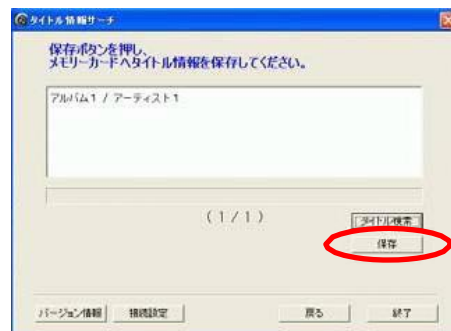 タイトル情報サーチ
保存ボタンを押し、
メモリーカードへタイトル情報を保存してください。
アルバム1 / アーティスト1
(1/1)
タイトル検索
保存
バージョン情報 接続設定 戻る 終了